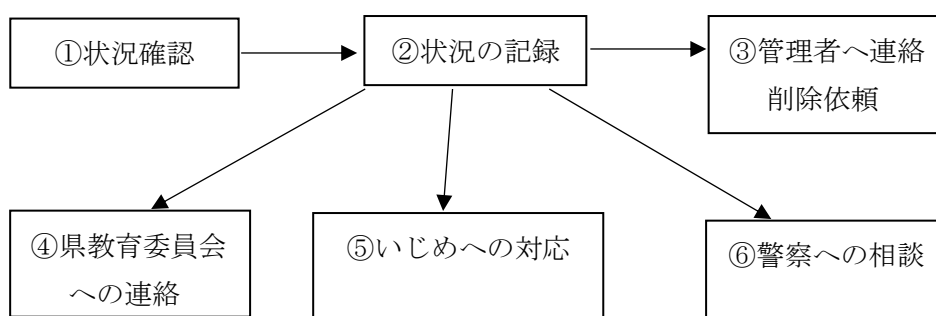 ①状況確認
②状況の記録
③管理者へ連絡
削除依頼
④県教育委員会
への連絡
⑤いじめへの対応
⑥警察への相談